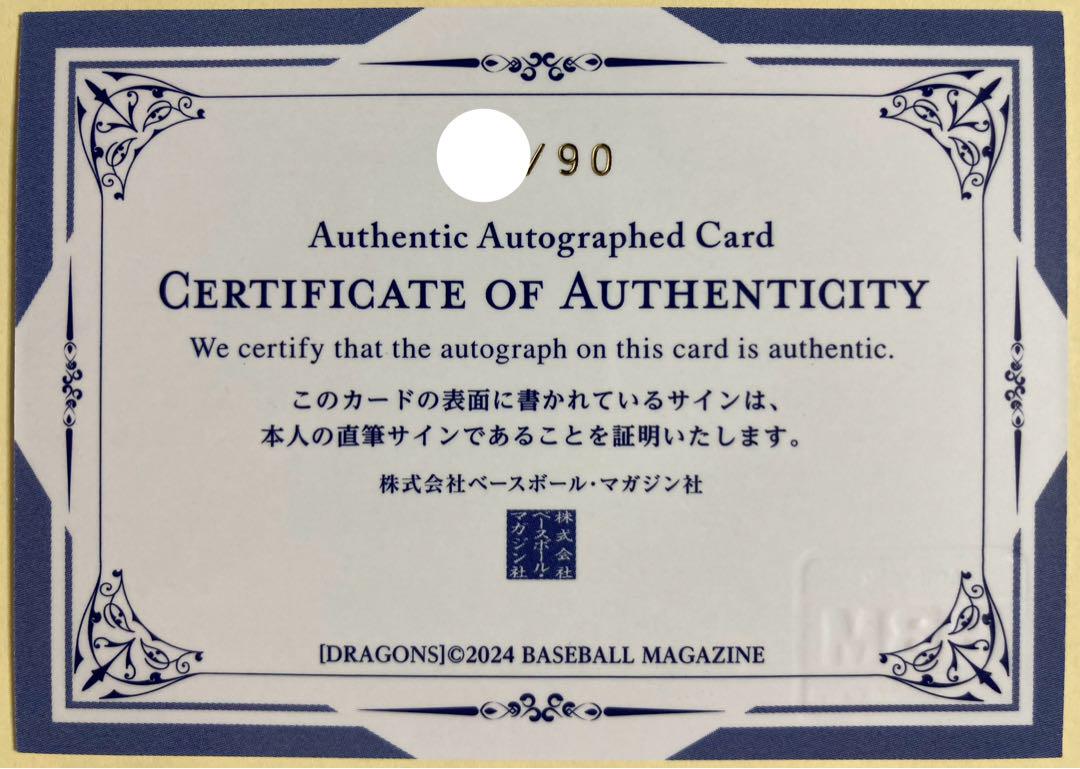 /90
Authentic Autographed Card
CERTIFICATE OF AUTHENTICITY
We certify that the autograph on this card is authentic.
このカードの表面に書かれているサインは、
本人の直筆サインであることを証明いたします。
株式会社ベースボール・マガジン社
株式会社
ベースボール・
マガジン社
[DRAGONS]©2024 BASEBALL MAGAZINE